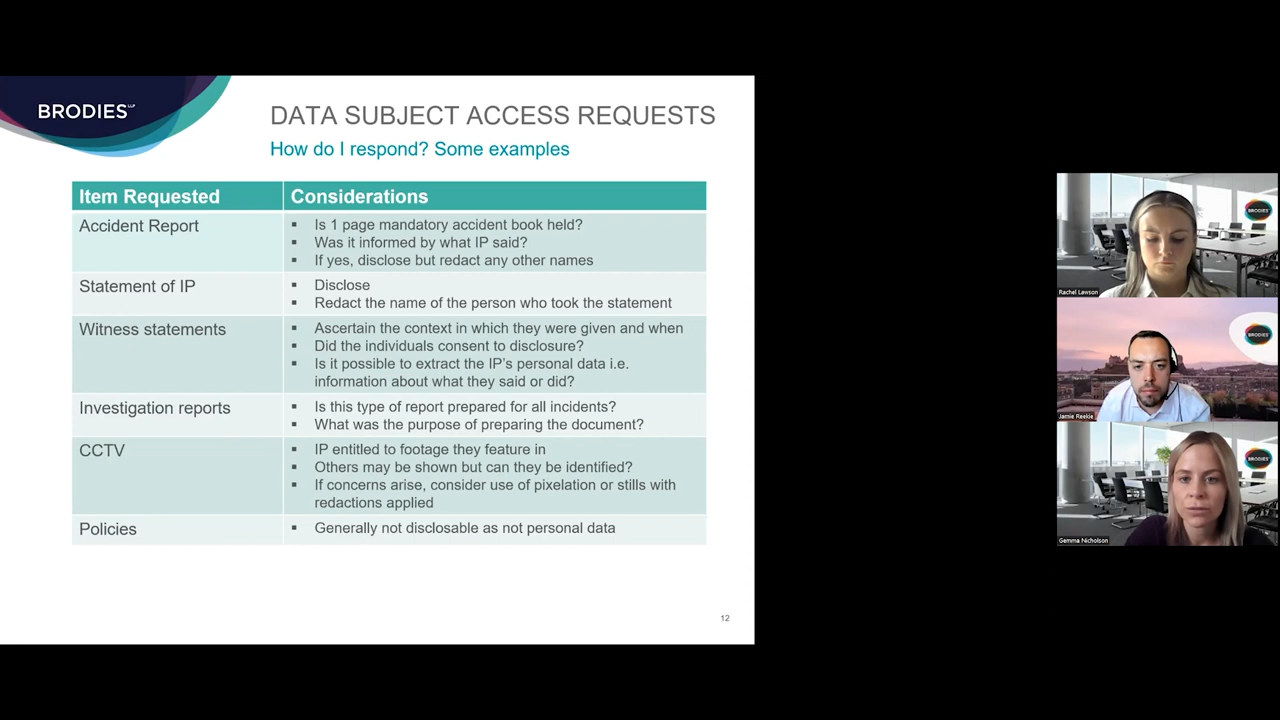 BRODIES LLP
DATA SUBJECT ACCESS REQUESTS
How do I respond? Some examples
Item Requested
Considerations
Accident Report
▪ Is 1 page mandatory accident book held?
▪ Was it informed by what IP said?
▪ If yes, disclose but redact any other names
Statement of IP
▪ Disclose
▪ Redact the name of the person who took the statement
Witness statements
▪ Ascertain the context in which they were given and when
▪ Did the individuals consent to disclosure?
▪ Is it possible to extract the IP's personal data i.e.
information about what they said or did?
Investigation reports
▪ Is this type of report prepared for all incidents?
▪ What was the purpose of preparing the document?
CCTV
▪ IP entitled to footage they feature in
▪ Others may be shown but can they be identified?
▪ If concerns arise, consider use of pixelation or stills with
redactions applied
Policies
▪ Generally not disclosable as not personal data
12
BRODIES
Rachel Lawson
BRODIES
Jamie Reekie
BRODIES
Gemma Nicholson